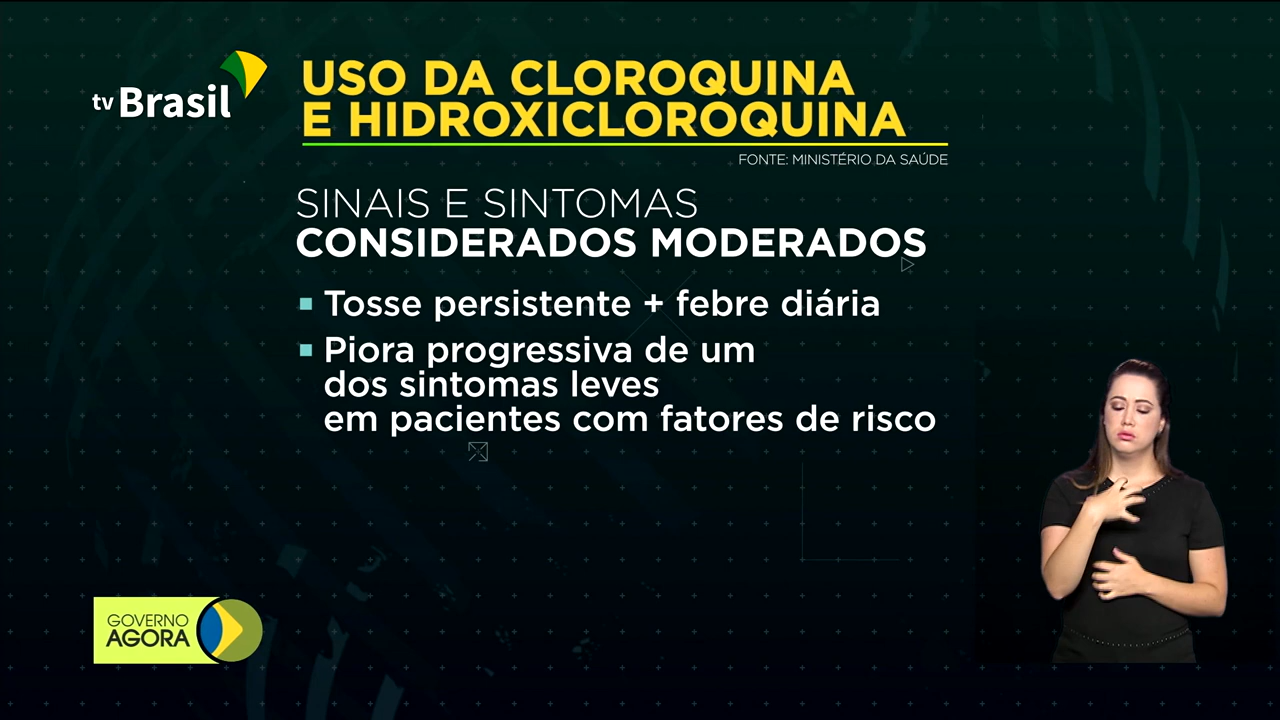 tv Brasil
USO DA CLOROQUINA
E HIDROXICLOROQUINA
FONTE: MINISTÉRIO DA SAÚDE
SINAIS E SINTOMAS
CONSIDERADOS MODERADOS
Tosse persistente + febre diária
Piora progressiva de um
dos sintomas leves
em pacientes com fatores de risco
GOVERNO
AGORA